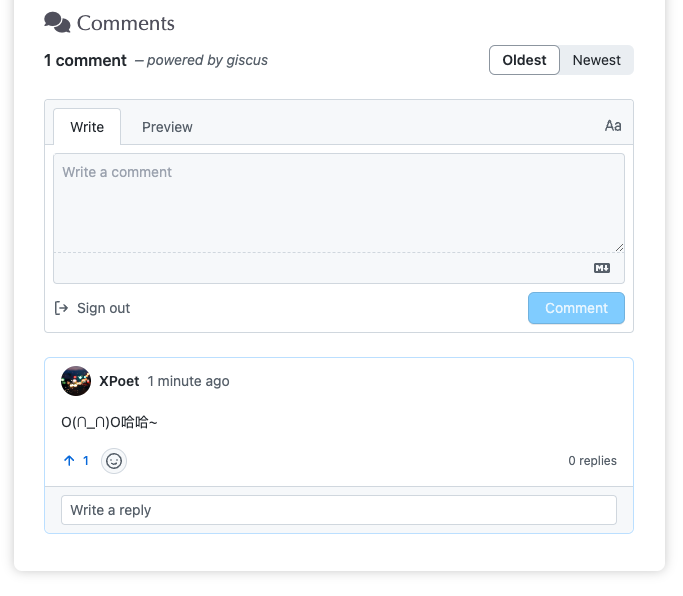 Comments
1 comment – powered by giscus
Oldest Newest
Write Preview Aa
Write a comment
M↓
Sign out Comment
XPoet 1 minute ago
O(∩_∩)O哈哈~
↑ 1 0 replies
Write a reply